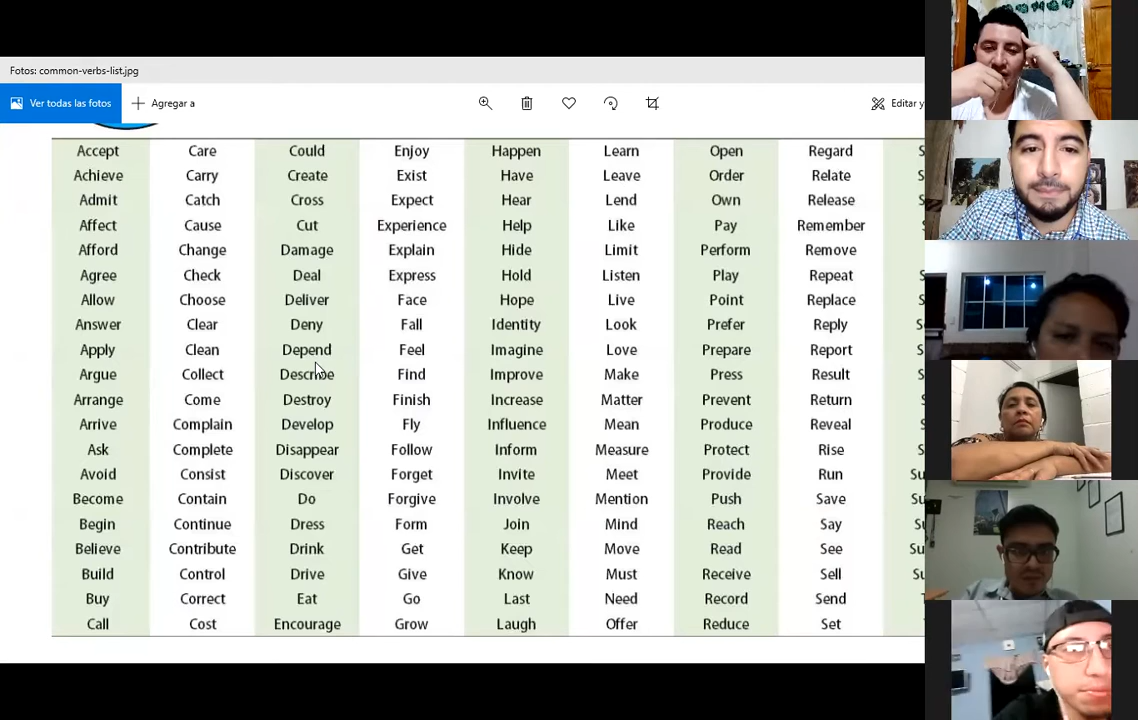 Fotos: common-verbs-list.jpg
Ver todas las fotos Agregar a Editar y
Accept Care Could Enjoy Happen Learn Open Regard
Achieve Carry Create Exist Have Leave Order Relate
Admit Catch Cross Expect Hear Lend Own Release
Affect Cause Cut Experience Help Like Pay Remember
Afford Change Damage Explain Hide Limit Perform Remove
Agree Check Deal Express Hold Listen Play Repeat
Allow Choose Deliver Face Hope Live Point Replace
Answer Clear Deny Fall Identity Look Prefer Reply
Apply Clean Depend Feel Imagine Love Prepare Report
Argue Collect Describe Find Improve Make Press Result
Arrange Come Destroy Finish Increase Matter Prevent Return
Arrive Complain Develop Fly Influence Mean Produce Reveal
Ask Complete Disappear Follow Inform Measure Protect Rise
Avoid Consist Discover Forget Invite Meet Provide Run
Become Contain Do Forgive Involve Mention Push Save
Begin Continue Dress Form Join Mind Reach Say
Believe Contribute Drink Get Keep Move Read See
Build Control Drive Give Know Must Receive Sell
Buy Correct Eat Go Last Need Record Send
Call Cost Encourage Grow Laugh Offer Reduce Set